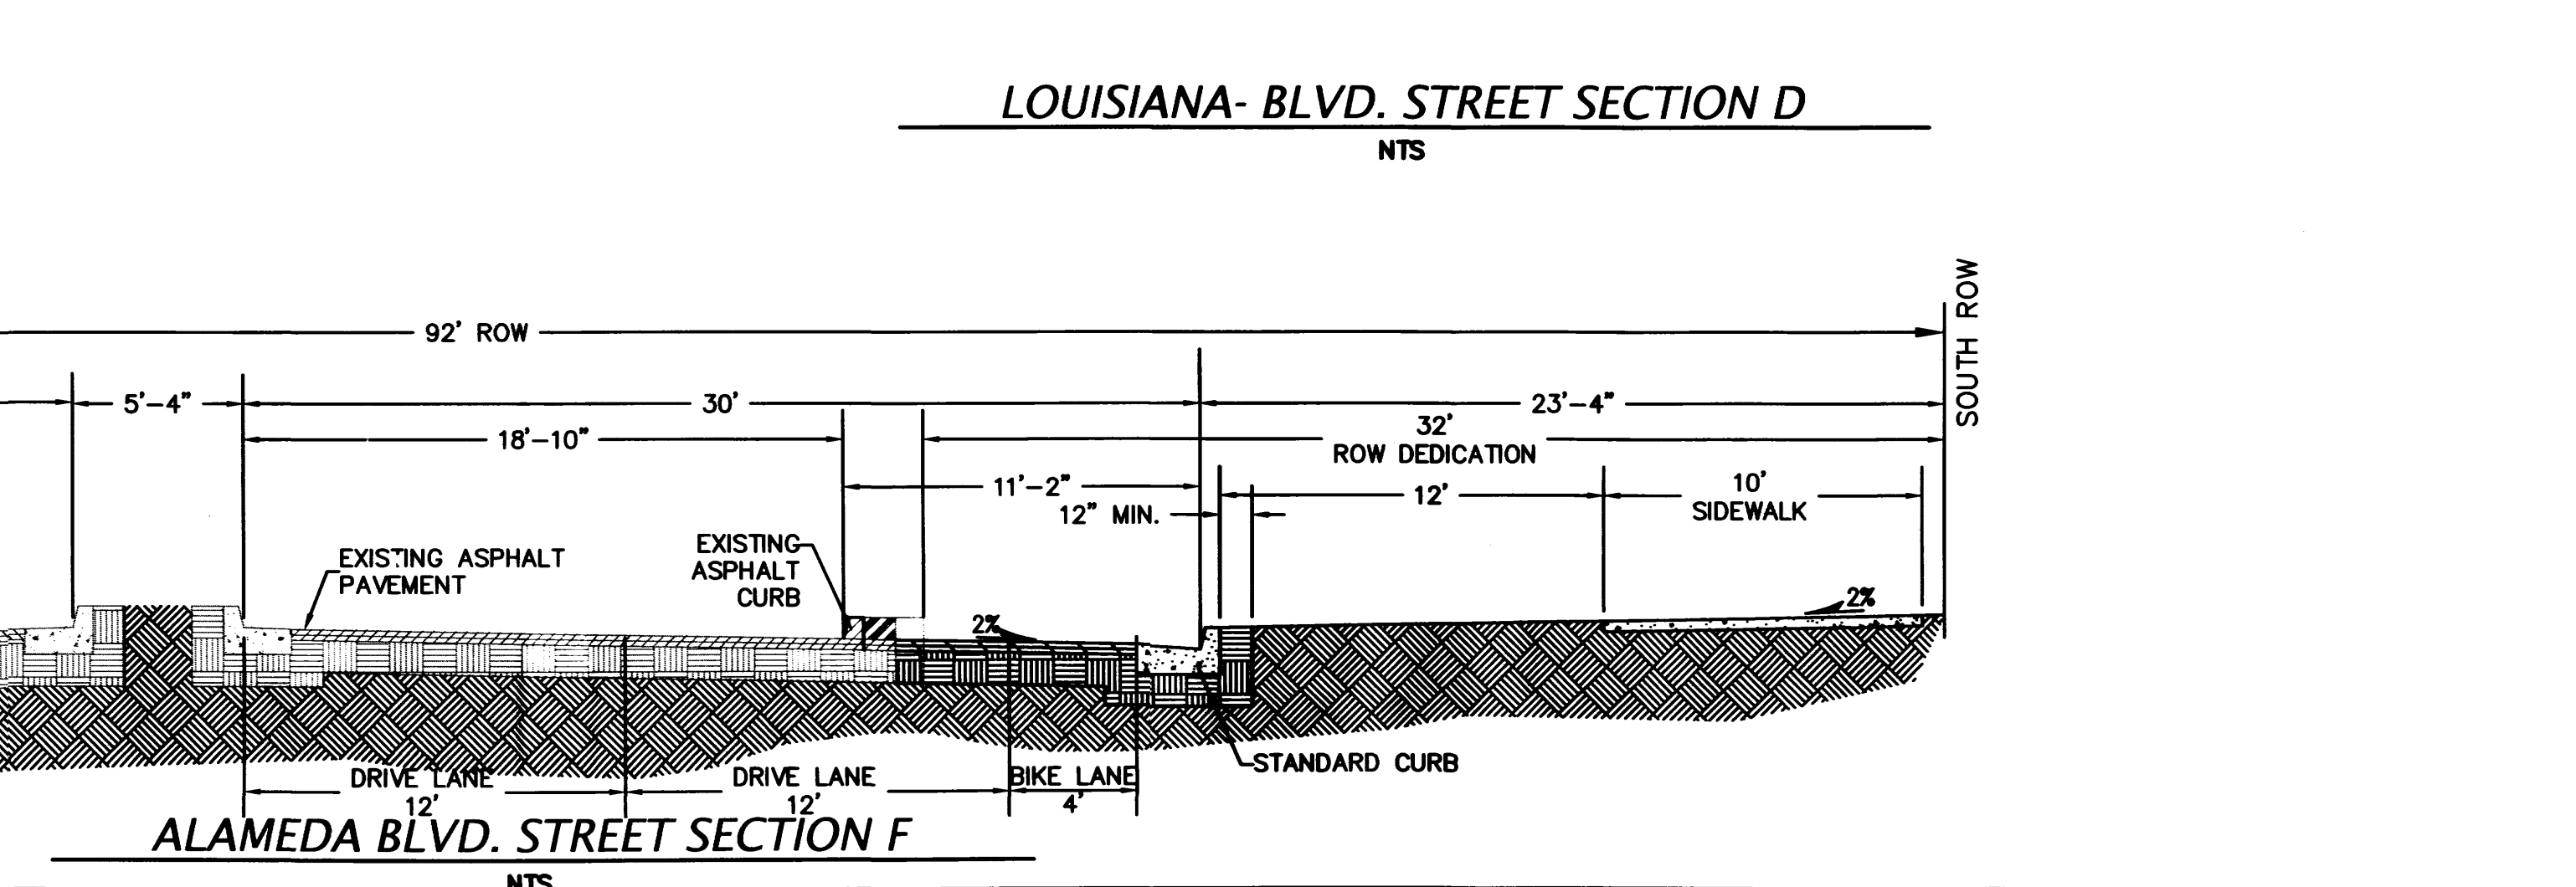 LOUISIANA- BLVD. STREET SECTION D
NTS
SOUTH ROW
92' ROW
5'-4" 30' 23'-4"
18'-10" 32'
ROW DEDICATION
11'-2" 12' 10'
SIDEWALK
12" MIN.
EXISTING ASPHALT
PAVEMENT
EXISTING
ASPHALT
CURB
2%
2%
STANDARD CURB
DRIVE LANE
12'
DRIVE LANE
12'
BIKE LANE
4'
ALAMEDA BLVD. STREET SECTION F
NTS